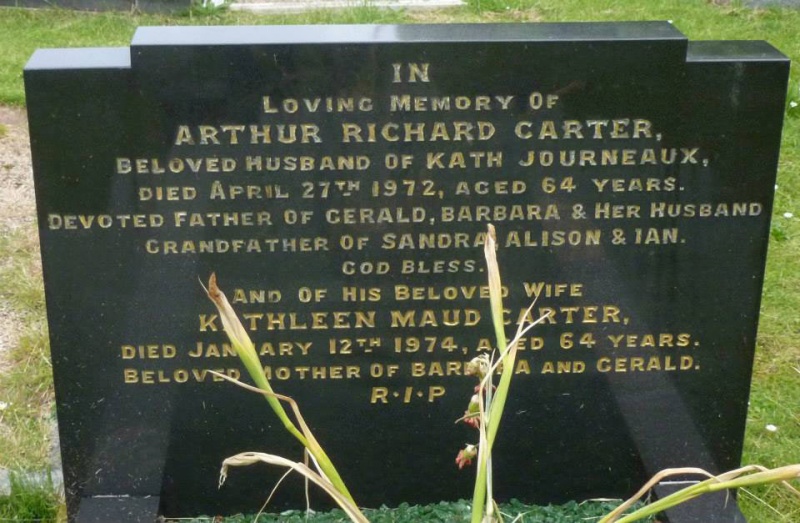 IN
LOVING MEMORY OF
ARTHUR RICHARD CARTER,
BELOVED HUSBAND OF KATH JOURNEAUX,
DIED APRIL 27TH 1972, AGED 64 YEARS.
DEVOTED FATHER OF GERALD, BARBARA & HER HUSBAND
GRANDFATHER OF SANDRA, ALISON & IAN.
GOD BLESS.
AND OF HIS BELOVED WIFE
KATHLEEN MAUD CARTER,
DIED JANUARY 12TH 1974, AGED 64 YEARS.
BELOVED MOTHER OF BARBARA AND GERALD.
R·I·P